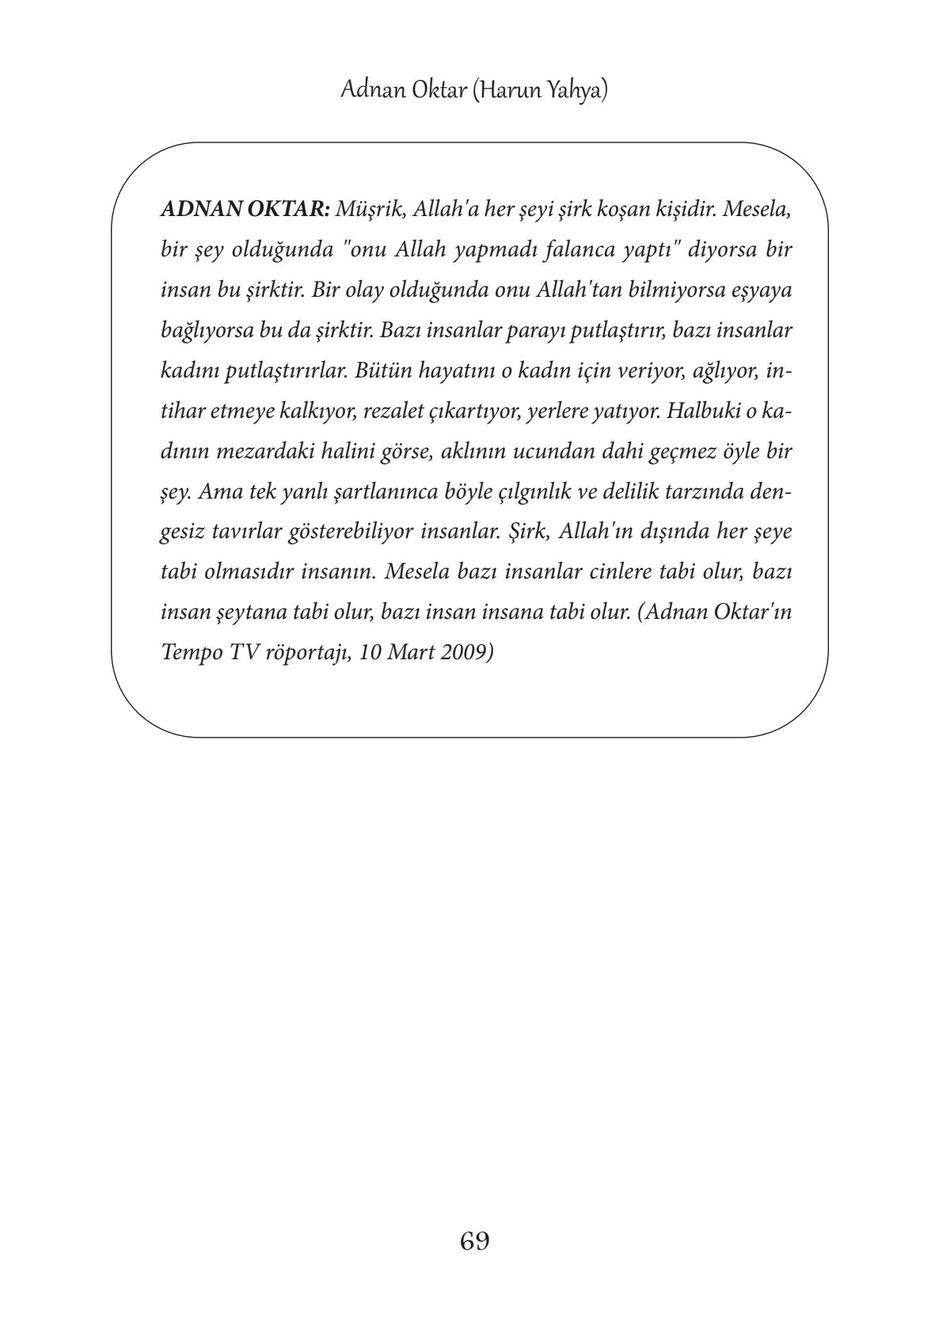 Adnan Oktar (Harun Yahya)
ADNAN OKTAR: Müşrik, Allah'a her şeyi şirk koşan kişidir. Mesela,
bir şey olduğunda "onu Allah yapmadı falanca yaptı" diyorsa bir
insan bu şirktir. Bir olay olduğunda onu Allah'tan bilmiyorsa eşyaya
bağlıyorsa bu da şirktir. Bazı insanlar parayı putlaştırır, bazı insanlar
kadını putlaştırırlar. Bütün hayatını o kadın için veriyor, ağlıyor, in-
tihar etmeye kalkıyor, rezalet çıkartıyor, yerlere yatıyor. Halbuki o ka-
dının mezardaki halini görse, aklının ucundan dahi geçmez öyle bir
şey. Ama tek yanlı şartlanınca böyle çılgınlık ve delilik tarzında den-
gesiz tavırlar gösterebiliyor insanlar. Şirk, Allah'ın dışında her şeye
tabi olmasıdır insanın. Mesela bazı insanlar cinlere tabi olur, bazı
insan şeytana tabi olur, bazı insan insana tabi olur. (Adnan Oktar'ın
Tempo TV röportajı, 10 Mart 2009)
69